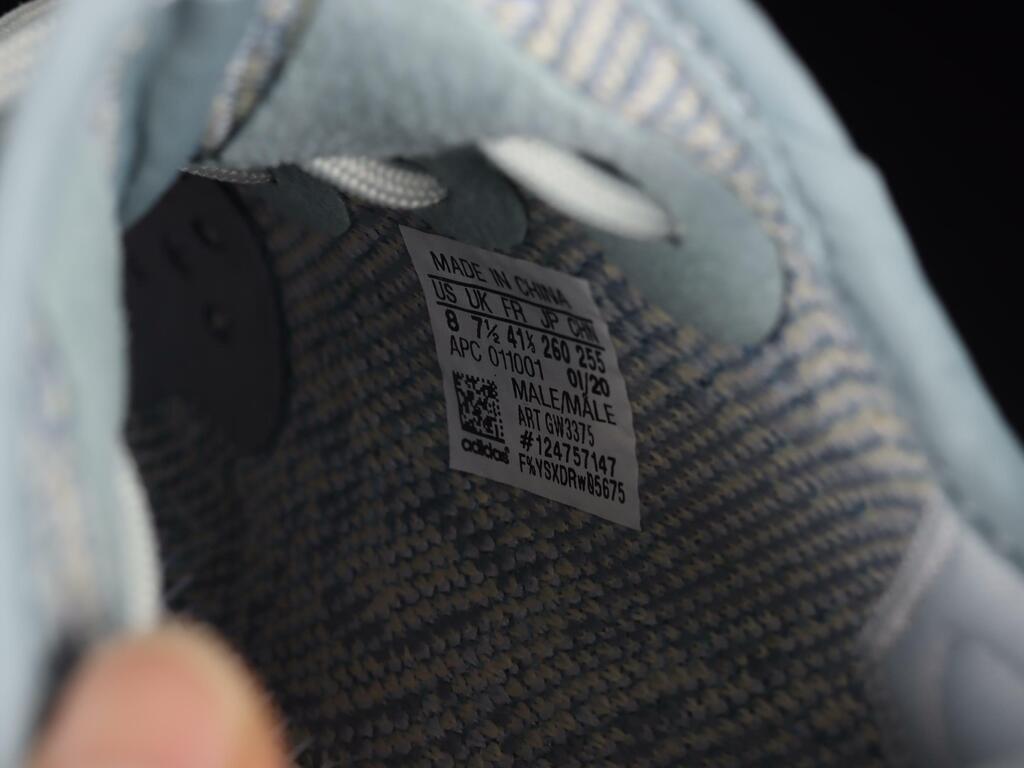 MADE IN CHINA
US UK FR JP CHN
8 7½ 41⅓ 260 255
APC 011001 01/20
MALE/MALE
ART GW3375
#124757147
adidas
F%YSXDRwQ5675